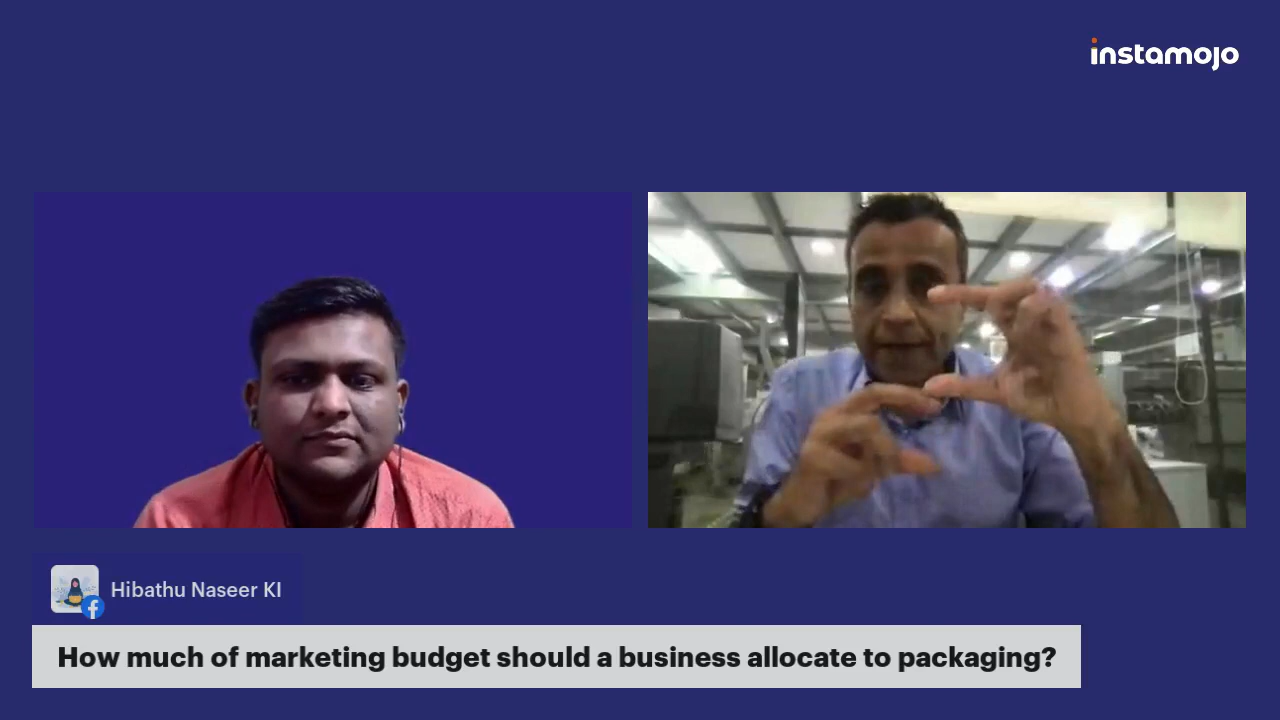 instamojo
Hibathu Naseer KI
How much of marketing budget should a business allocate to packaging?